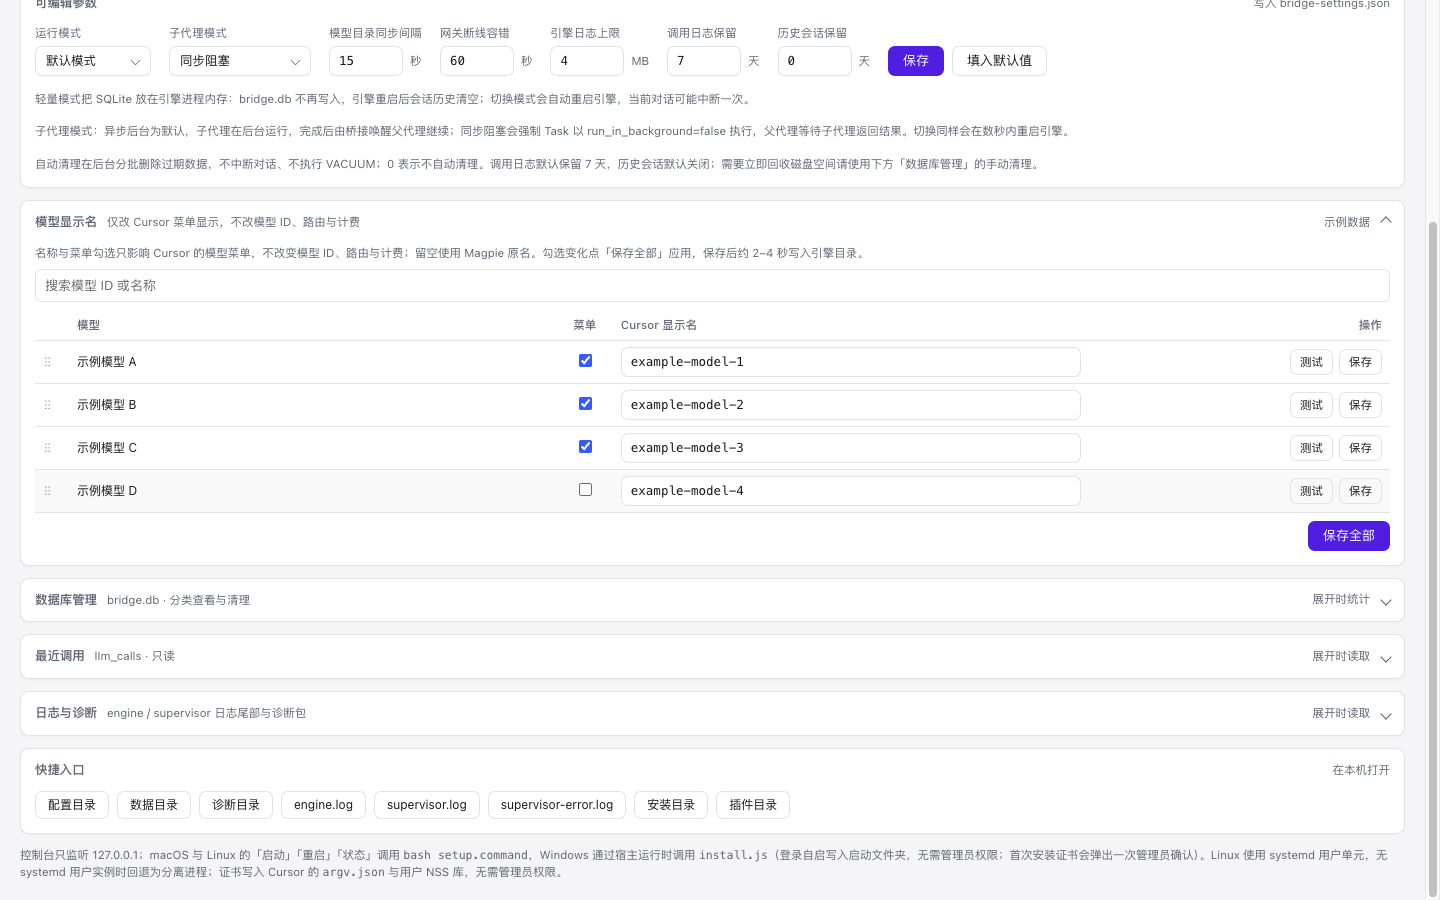 可编辑参数 写入 bridge-settings.json
运行模式 子代理模式 模型目录同步间隔 网关断线容错 引擎日志上限 调用日志保留 历史会话保留
默认模式 同步阻塞 15 秒 60 秒 4 MB 7 天 0 天 保存 填入默认值
轻量模式把 SQLite 放在引擎进程内存：bridge.db 不再写入，引擎重启后会话历史清空；切换模式会自动重启引擎，当前对话可能中断一次。
子代理模式：异步后台为默认，子代理在后台运行，完成后由桥接唤醒父代理继续；同步阻塞会强制 Task 以 run_in_background=false 执行，父代理等待子代理返回结果。切换同样会在数秒内重启引擎。
自动清理在后台分批删除过期数据，不中断对话、不执行 VACUUM；0 表示不自动清理。调用日志默认保留 7 天，历史会话默认关闭；需要立即回收磁盘空间请使用下方「数据库管理」的手动清理。
模型显示名 仅改 Cursor 菜单显示，不改模型 ID、路由与计费 示例数据
名称与菜单勾选只影响 Cursor 的模型菜单，不改变模型 ID、路由与计费；留空使用 Magpie 原名。勾选变化点「保存全部」应用，保存后约 2–4 秒写入引擎目录。
搜索模型 ID 或名称
模型 菜单 Cursor 显示名 操作
示例模型 A example-model-1 测试 保存
示例模型 B example-model-2 测试 保存
示例模型 C example-model-3 测试 保存
示例模型 D example-model-4 测试 保存
保存全部
数据库管理 bridge.db · 分类查看与清理 展开时统计
最近调用 llm_calls · 只读 展开时读取
日志与诊断 engine / supervisor 日志尾部与诊断包 展开时读取
快捷入口 在本机打开
配置目录 数据目录 诊断目录 engine.log supervisor.log supervisor-error.log 安装目录 插件目录
控制台只监听 127.0.0.1；macOS 与 Linux 的「启动」「重启」「状态」调用 bash setup.command，Windows 通过宿主运行时调用 install.js（登录自启写入启动文件夹，无需管理员权限；首次安装证书会弹出一次管理员确认）。Linux 使用 systemd 用户单元，无
systemd 用户实例时回退为分离进程；证书写入 Cursor 的 argv.json 与用户 NSS 库，无需管理员权限。